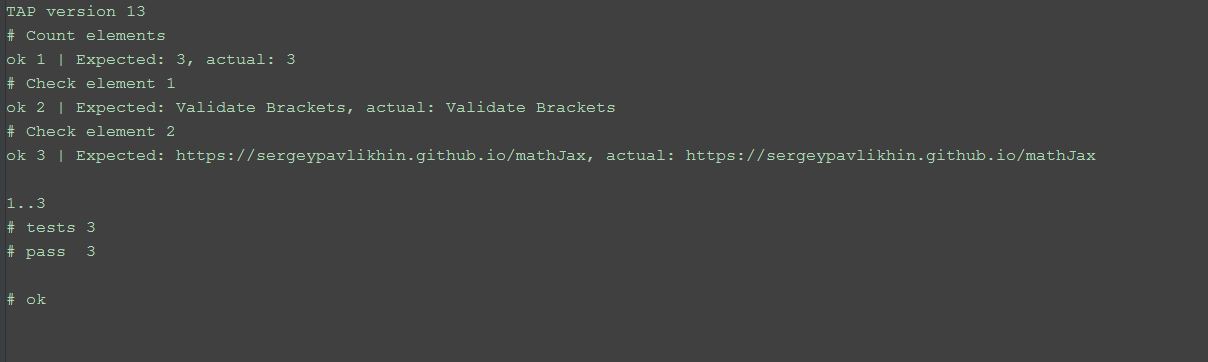 TAP version 13
# Count elements
ok 1 | Expected: 3, actual: 3
# Check element 1
ok 2 | Expected: Validate Brackets, actual: Validate Brackets
# Check element 2
ok 3 | Expected: https://sergeypavlikhin.github.io/mathJax, actual: https://sergeypavlikhin.github.io/mathJax
1..3
# tests 3
# pass  3
# ok